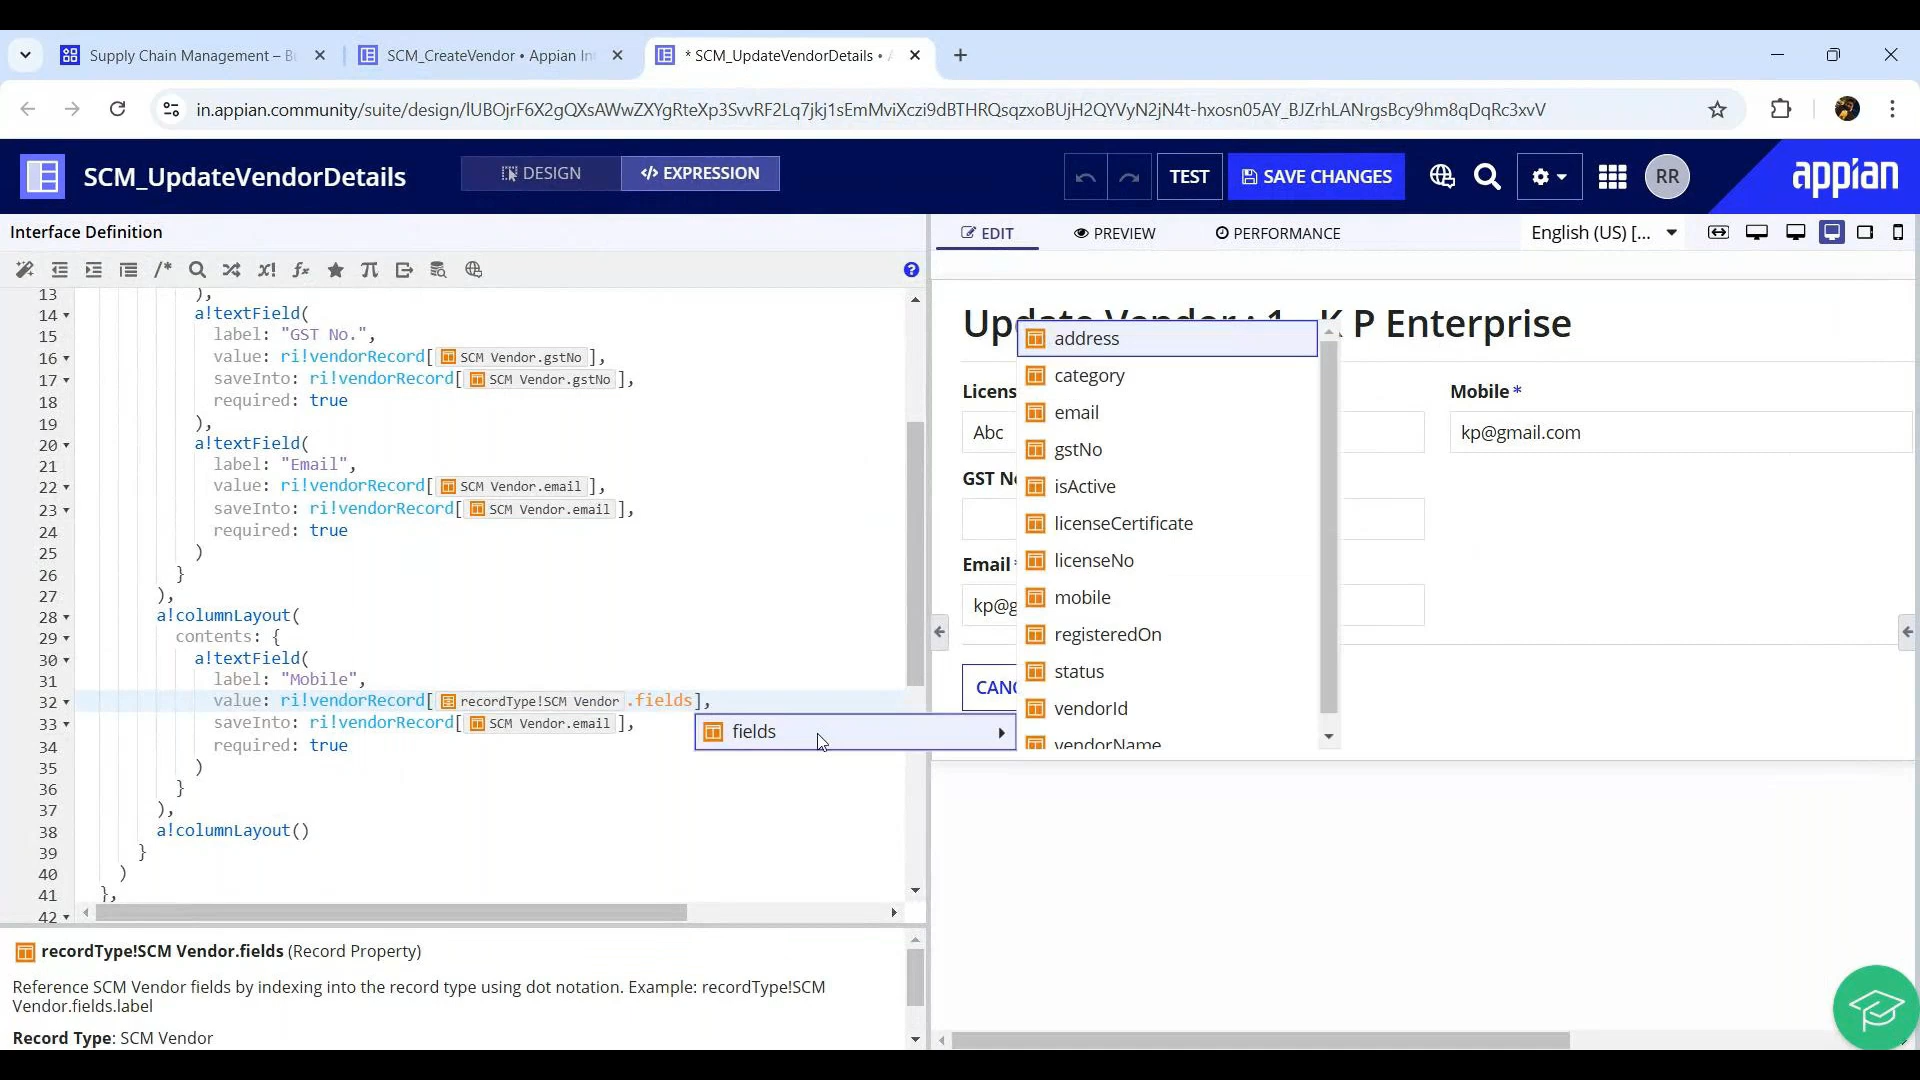 Supply Chain Management – B
SCM_CreateVendor • Appian In
* SCM_UpdateVendorDetails •
in.appian.community/suite/design/lUBOjrF6X2gQXsAWwZXYgRteXp3SvvRF2Lq7jkj1sEmMviXczi9dBTHRQsqzxoBUjH2QYVyN2jN4t-hxosn05AY_BJZrhLANrgsBcy9hm8qDqRc3xvV
SCM_UpdateVendorDetails
DESIGN
</> EXPRESSION
TEST
SAVE CHANGES
RR
appian
Interface Definition
EDIT
PREVIEW
PERFORMANCE
English (US) [...
13 ),
14 a!textField(
15 label: "GST No.",
16 value: ri!vendorRecord[ SCM Vendor.gstNo ],
17 saveInto: ri!vendorRecord[ SCM Vendor.gstNo ],
18 required: true
19 ),
20 a!textField(
21 label: "Email",
22 value: ri!vendorRecord[ SCM Vendor.email ],
23 saveInto: ri!vendorRecord[ SCM Vendor.email ],
24 required: true
25 )
26 }
27 ),
28 a!columnLayout(
29 contents: {
30 a!textField(
31 label: "Mobile",
32 value: ri!vendorRecord[ recordType!SCM Vendor .fields],
33 saveInto: ri!vendorRecord[ SCM Vendor.email ],
34 required: true
35 )
36 }
37 ),
38 a!columnLayout()
39 }
40 )
41 },
42
fields
address
category
email
gstNo
isActive
licenseCertificate
licenseNo
mobile
registeredOn
status
vendorId
vendorName
K P Enterprise
Mobile *
Abc
kp@gmail.com
Email
recordType!SCM Vendor.fields (Record Property)
Reference SCM Vendor fields by indexing into the record type using dot notation. Example: recordType!SCM
Vendor.fields.label
Record Type: SCM Vendor